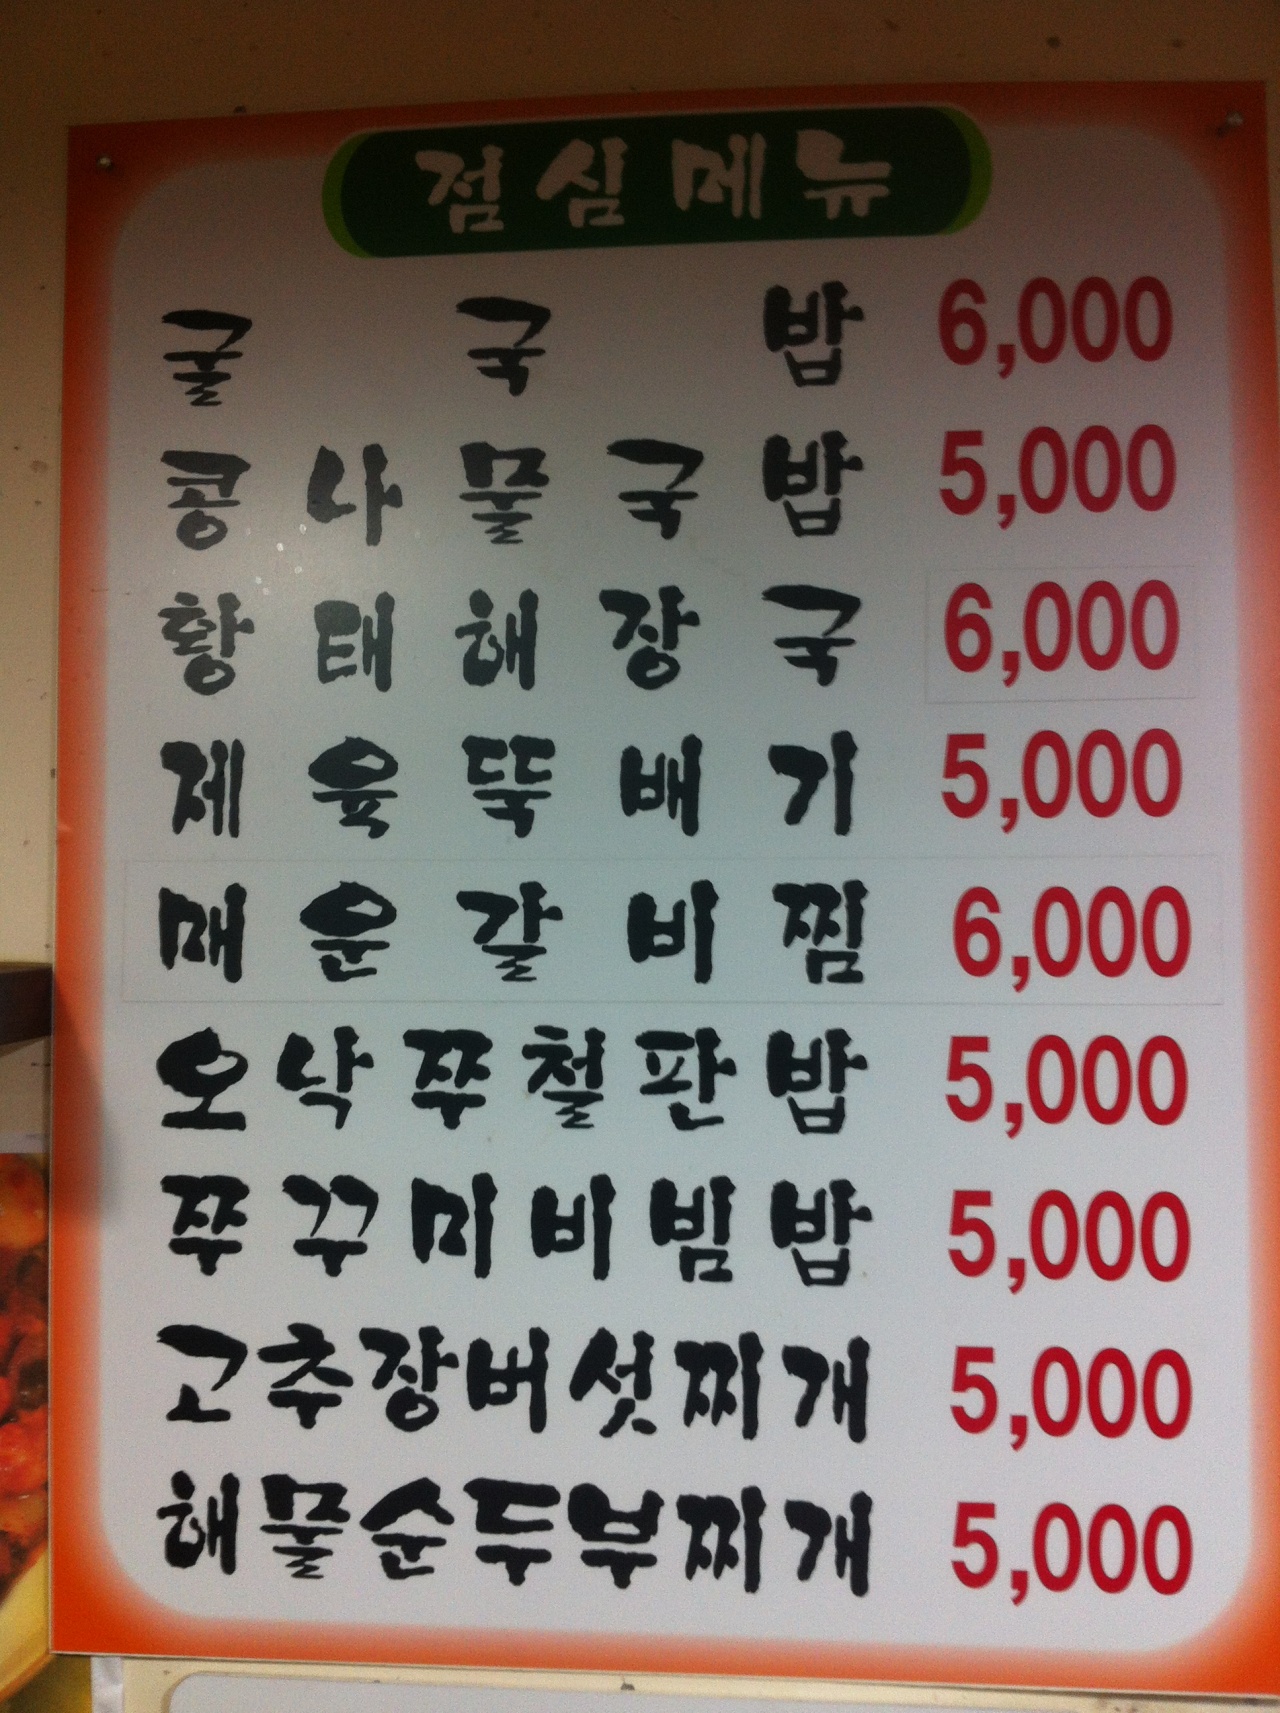 점심메뉴
굴국밥 6,000
콩나물국밥 5,000
황태해장국 6,000
제육뚝배기 5,000
매운갈비찜 6,000
오낙쭈철판밥 5,000
쭈꾸미비빔밥 5,000
고추장버섯찌개 5,000
해물순두부찌개 5,000